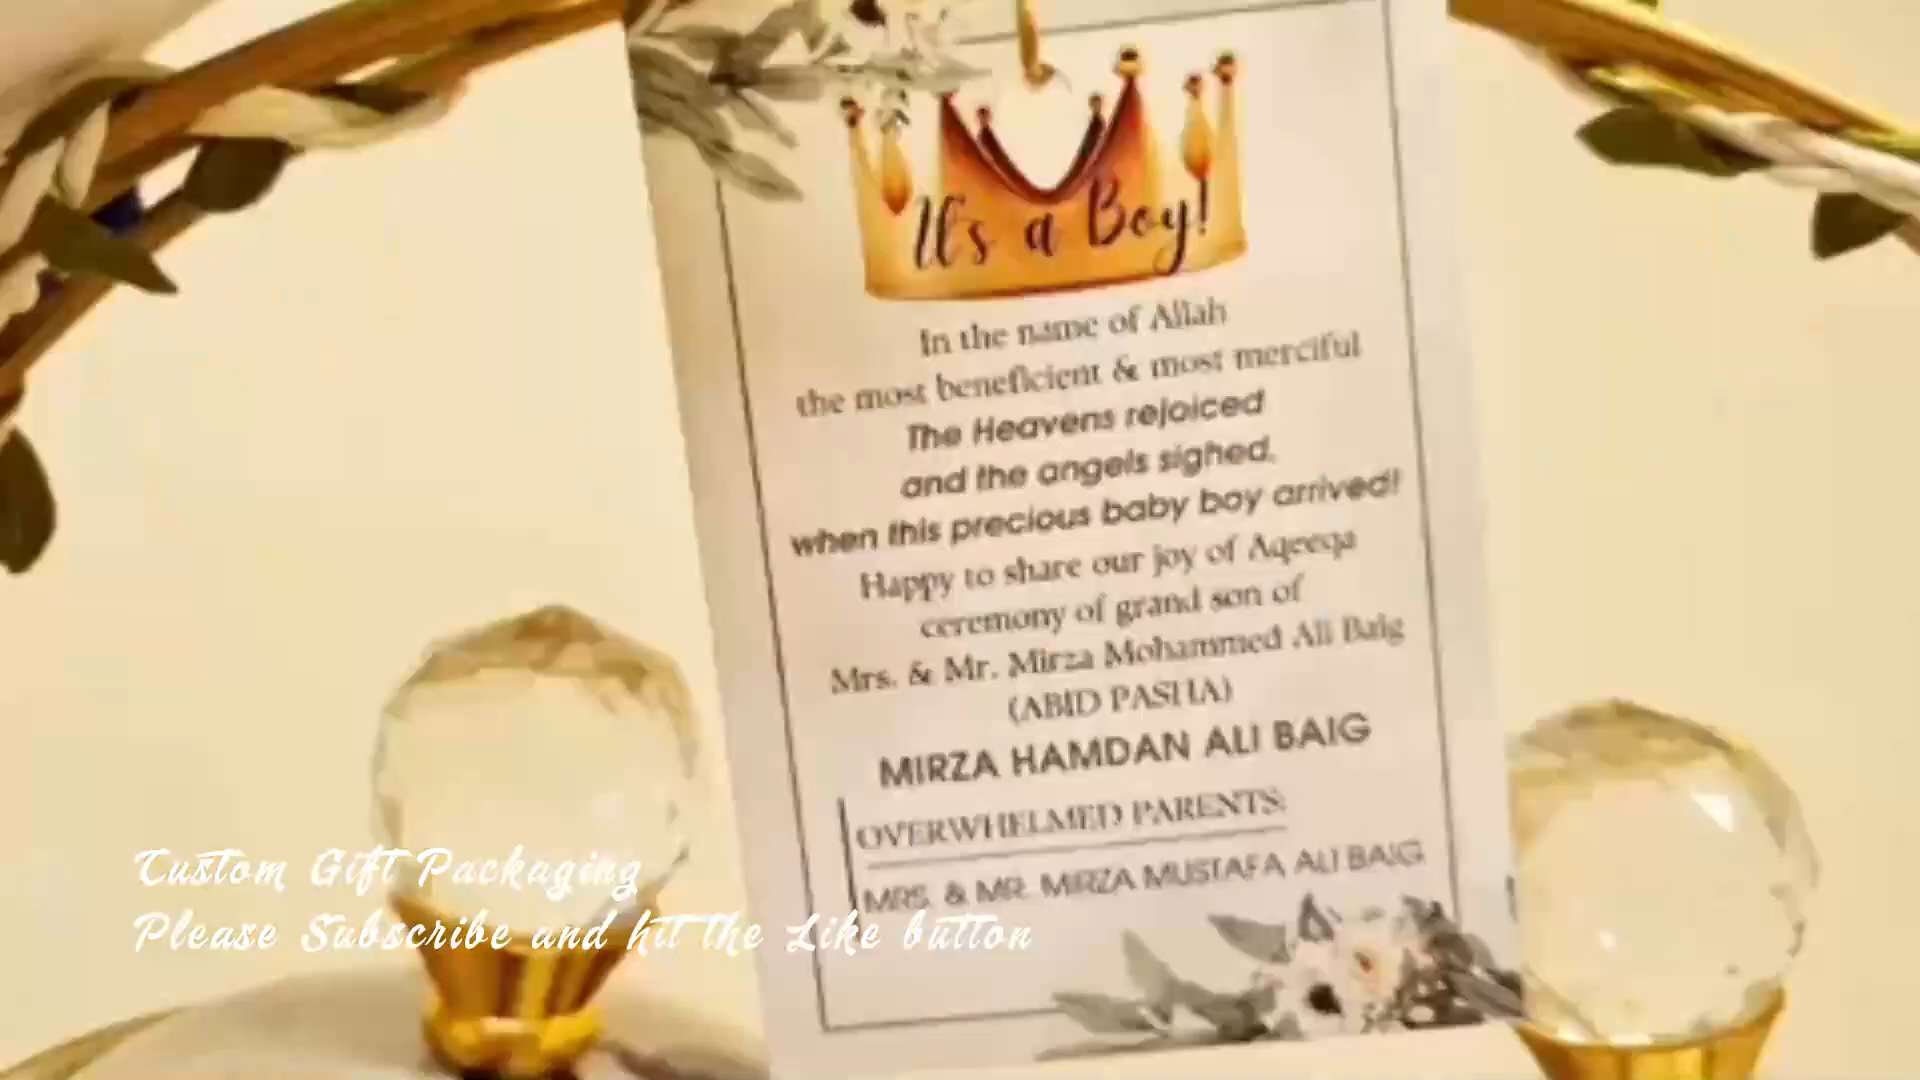 It's a Boy!
In the name of Allah
the most beneficient & most merciful
The Heavens rejoiced
and the angels sighed,
when this precious baby boy arrived!
Happy to share our joy of Aqeeqa
ceremony of grand son of
Mrs. & Mr. Mirza Mohammed Ali Baig
(ABID PASHA)
MIRZA HAMDAN ALI BAIG
OVERWHELMED PARENTS:
MRS. & MR. MIRZA MUSTAFA ALI BAIG
Custom Gift Packaging
Please Subscribe and hit the Like button